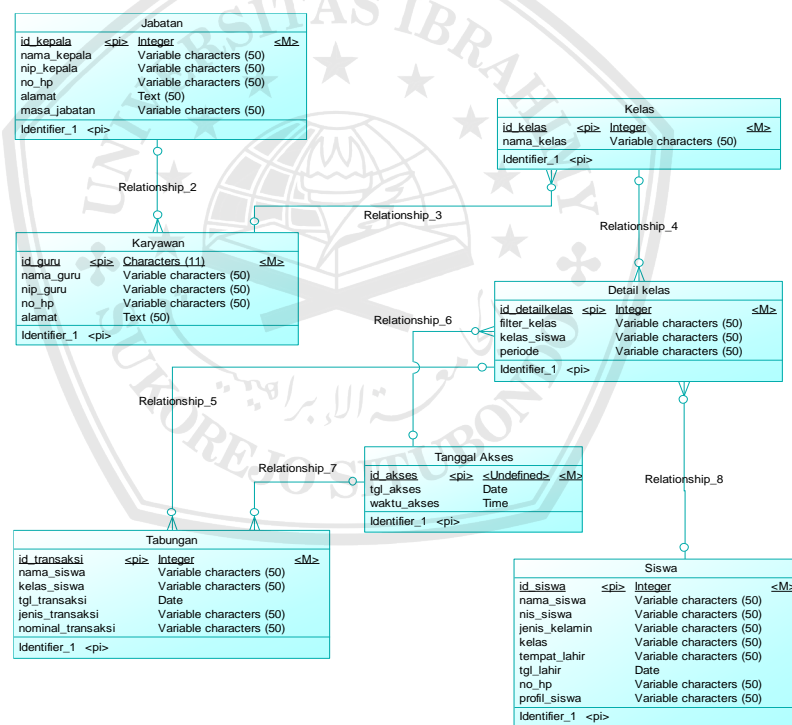 Jabatan
id_kepala <pi> Integer <M>
nama_kepala Variable characters (50)
nip_kepala Variable characters (50)
no_hp Variable characters (50)
alamat Text (50)
masa_jabatan Variable characters (50)
Identifier_1 <pi>
Kelas
id_kelas <pi> Integer <M>
nama_kelas Variable characters (50)
Identifier_1 <pi>
Relationship_2
Relationship_3
Relationship_4
Karyawan
id_guru <pi> Characters (11) <M>
nama_guru Variable characters (50)
nip_guru Variable characters (50)
no_hp Variable characters (50)
alamat Text (50)
Identifier_1 <pi>
Detail kelas
id_detailkelas <pi> Integer <M>
filter_kelas Variable characters (50)
kelas_siswa Variable characters (50)
periode Variable characters (50)
Identifier_1 <pi>
Relationship_6
Relationship_5
Relationship_7
Relationship_8
Tanggal Akses
id_akses <pi> <Undefined> <M>
tgl_akses Date
waktu_akses Time
Identifier_1 <pi>
Tabungan
id_transaksi <pi> Integer <M>
nama_siswa Variable characters (50)
kelas_siswa Variable characters (50)
tgl_transaksi Date
jenis_transaksi Variable characters (50)
nominal_transaksi Variable characters (50)
Identifier_1 <pi>
Siswa
id_siswa <pi> Integer <M>
nama_siswa Variable characters (50)
nis_siswa Variable characters (50)
jenis_kelamin Variable characters (50)
kelas Variable characters (50)
tempat_lahir Variable characters (50)
tgl_lahir Date
no_hp Variable characters (50)
profil_siswa Variable characters (50)
Identifier_1 <pi>
SUKOREJO SITUBONDO